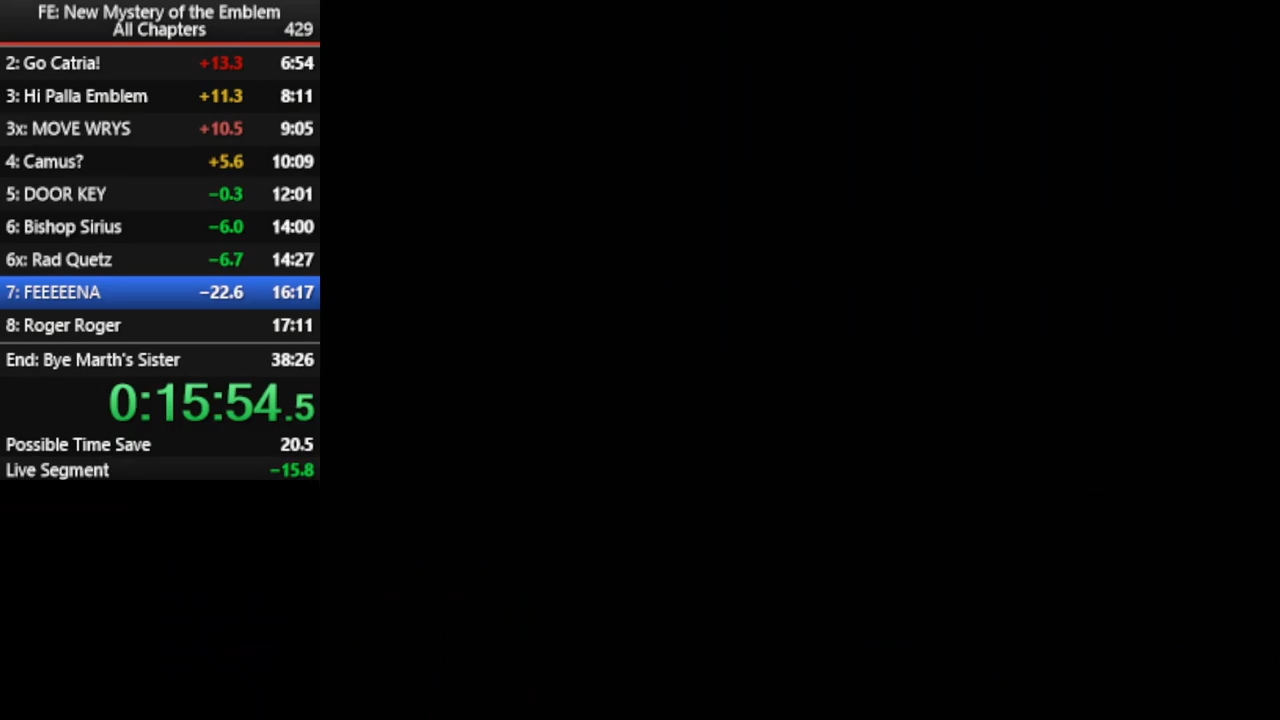 FE: New Mystery of the Emblem
All Chapters 429
2: Go Catria! +13.3 6:54
3: Hi Palla Emblem +11.3 8:11
3x: MOVE WRYS +10.5 9:05
4: Camus? +5.6 10:09
5: DOOR KEY −0.3 12:01
6: Bishop Sirius −6.0 14:00
6x: Rad Quetz −6.7 14:27
7: FEEEEENA −22.6 16:17
8: Roger Roger 17:11
End: Bye Marth's Sister 38:26
0:15:54.5
Possible Time Save 20.5
Live Segment −15.8